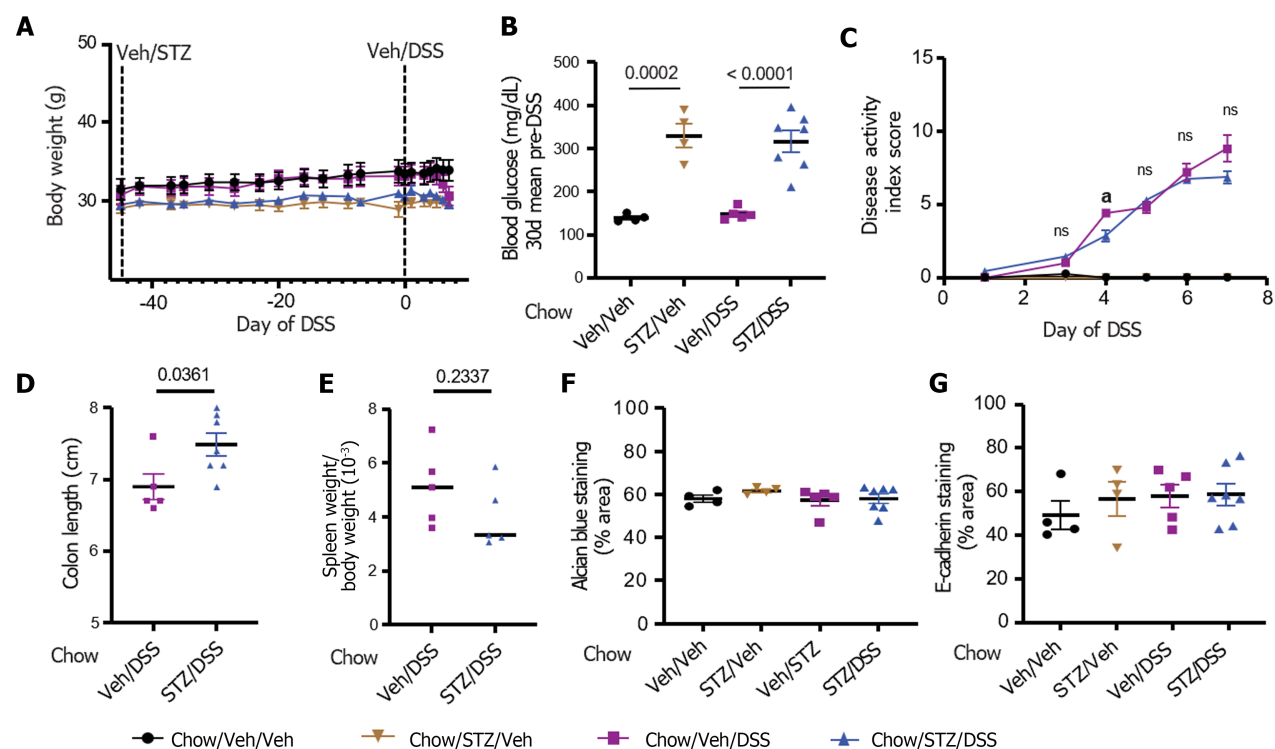 A
50
40
30
Body weight (g)
Veh/STZ
Veh/DSS
-40
-20
0
Day of DSS
B
500
400
300
200
100
0
Blood glucose (mg/dL)
30d mean pre-DSS
0.0002
< 0.0001
Chow
Veh/Veh
STZ/Veh
Veh/DSS
STZ/DSS
C
15
10
5
0
Disease activity
index score
ns
a
ns
ns
ns
0
2
4
6
8
Day of DSS
D
0.0361
8
7
6
5
Colon length (cm)
Chow
Veh/DSS
STZ/DSS
E
0.2337
8
6
4
2
0
Spleen weight/
body weight (10-3)
Veh/DSS
STZ/DSS
Chow
F
100
80
60
40
20
0
Alcian blue staining
(% area)
Chow
Veh/Veh
STZ/Veh
Veh/STZ
STZ/DSS
G
100
80
60
40
20
0
E-cadherin staining
(% area)
Chow
Veh/Veh
STZ/Veh
Veh/DSS
STZ/DSS
Chow/Veh/Veh
Chow/STZ/Veh
Chow/Veh/DSS
Chow/STZ/DSS